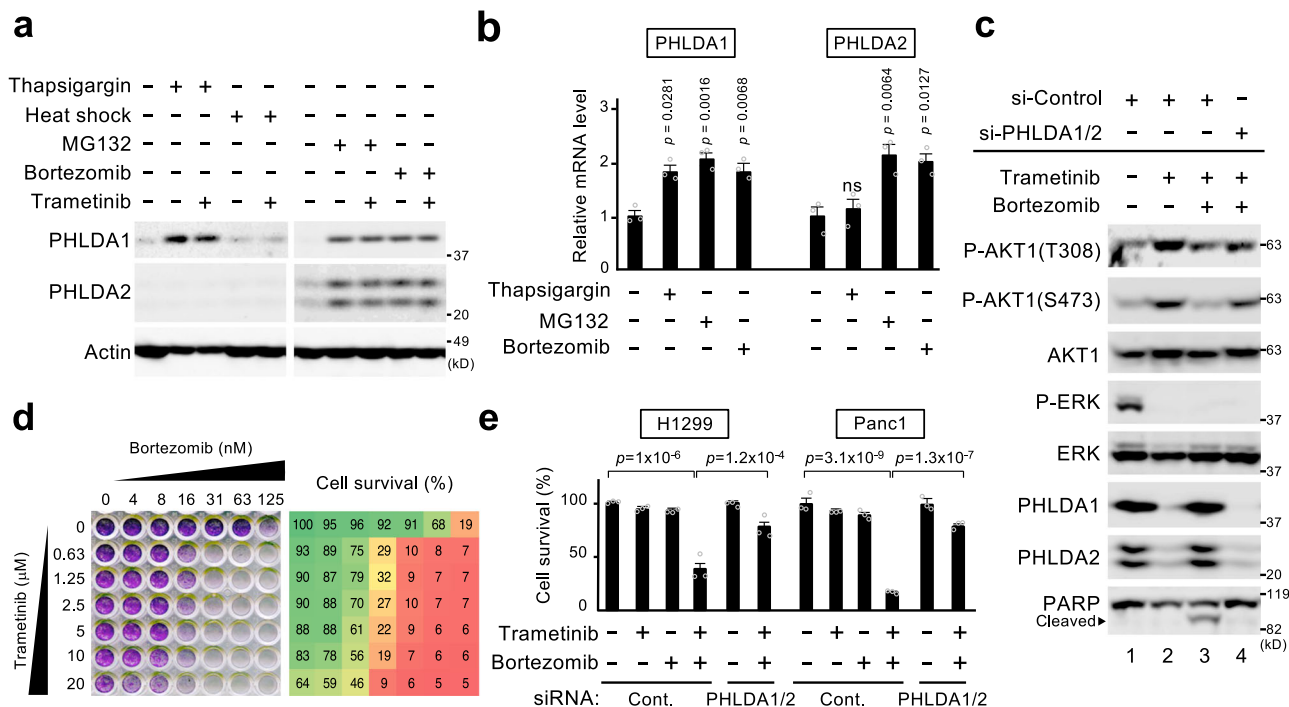 a
Thapsigargin – + + – – – – – – –
Heat shock – – – + + – – – – –
MG132 – – – – – – + + – –
Bortezomib – – – – – – – – + +
Trametinib – – + – + – – + – +
PHLDA1
37
PHLDA2
20
Actin
49
(kD)
b
PHLDA1 PHLDA2
Relative mRNA level
3
2
1
0
p = 0.0281
p = 0.0016
p = 0.0068
ns
p = 0.0064
p = 0.0127
Thapsigargin – + – – – + – –
MG132 – – + – – – + –
Bortezomib – – – + – – – +
c
si-Control + + + –
si-PHLDA1/2 – – – +
Trametinib – + + +
Bortezomib – – + +
P-AKT1(T308) 63
P-AKT1(S473) 63
AKT1 63
P-ERK
37
ERK
37
PHLDA1
37
PHLDA2
20
PARP 119
Cleaved
82
(kD)
1 2 3 4
d
Bortezomib (nM)
0 4 8 16 31 63 125
Cell survival (%)
Trametinib (μM)
0 100 95 96 92 91 68 19
0.63 93 89 75 29 10 8 7
1.25 90 87 79 32 9 7 7
2.5 90 88 70 27 10 7 7
5 88 88 61 22 9 6 6
10 83 78 56 19 7 6 6
20 64 59 46 9 6 5 5
e
H1299 Panc1
p=1x10-6 p=1.2x10-4 p=3.1x10-9 p=1.3x10-7
Cell survival (%)
100
50
0
Trametinib – + – + – + – + – + – +
Bortezomib – – + + – + – – + + – +
siRNA: Cont. PHLDA1/2 Cont. PHLDA1/2